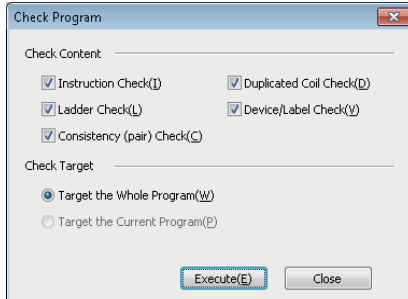 Check Program
Check Content
Instruction Check(I) Duplicated Coil Check(D)
Ladder Check(L) Device/Label Check(V)
Consistency (pair) Check(C)
Check Target
Target the Whole Program(W)
Target the Current Program(P)
Execute(E) Close